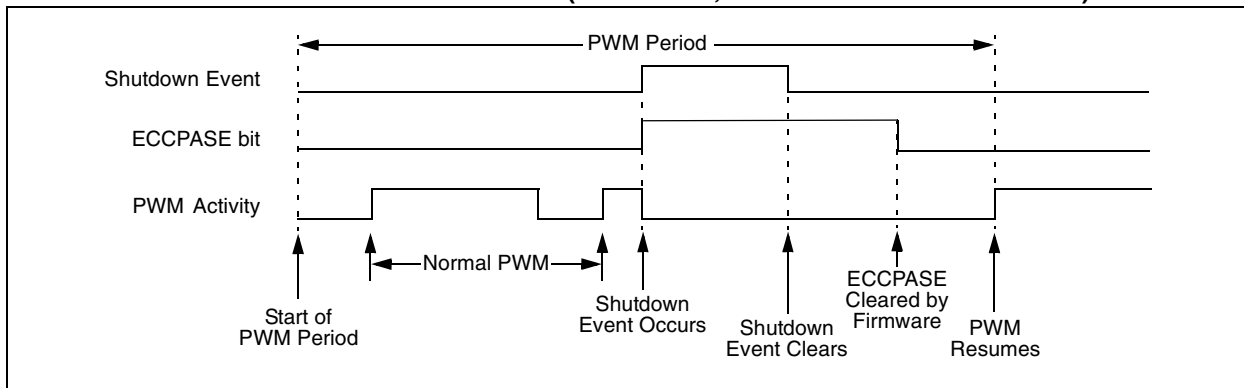 PWM Period
Shutdown Event
ECCPASE bit
PWM Activity
Normal PWM
Start of
PWM Period
Shutdown
Event Occurs
Shutdown
Event Clears
ECCPASE
Cleared by
Firmware
PWM
Resumes